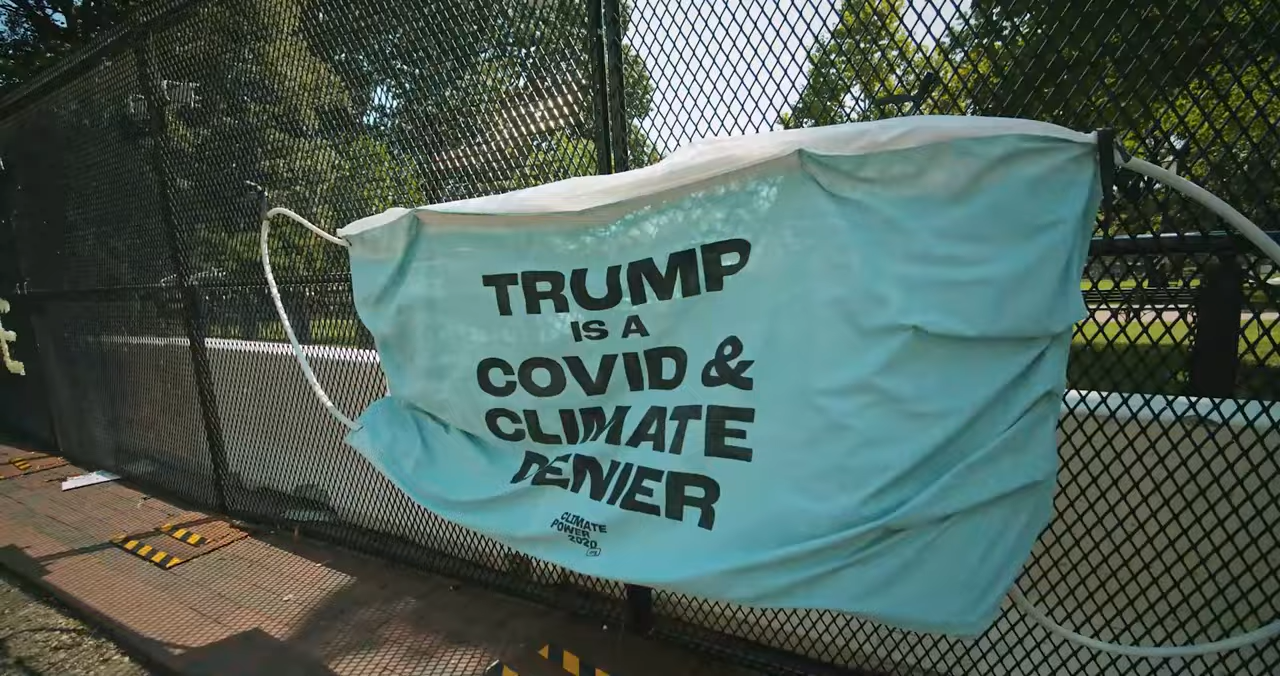 TRUMP
IS A
COVID &
CLIMATE
DENIER
CLIMATE
POWER
2020